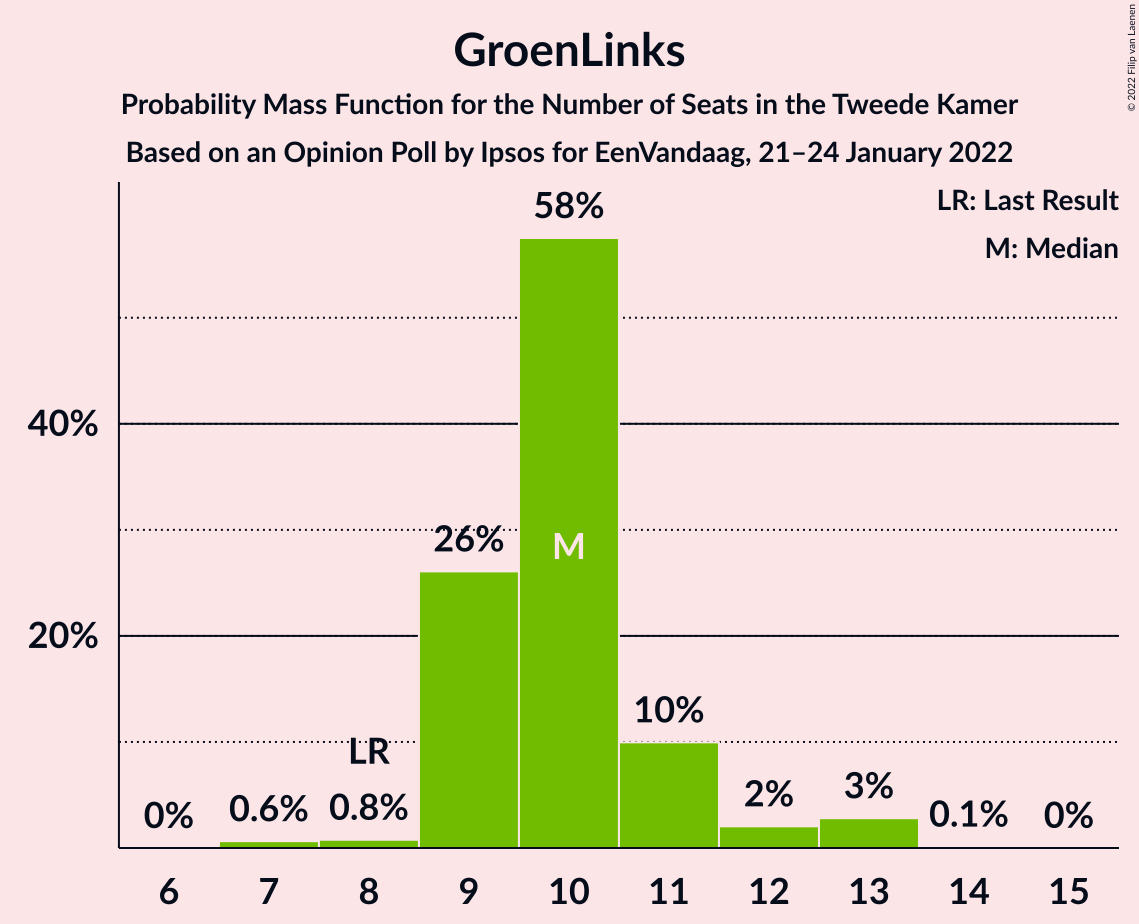 GroenLinks
Probability Mass Function for the Number of Seats in the Tweede Kamer
Based on an Opinion Poll by Ipsos for EenVandaag, 21–24 January 2022
© 2022 Filip van Laenen
LR: Last Result
M: Median
58%
40%
26%
M
20%
10%
LR
0%
0.6%
0.8%
2%
3%
0.1%
0%
6 7 8 9 10 11 12 13 14 15